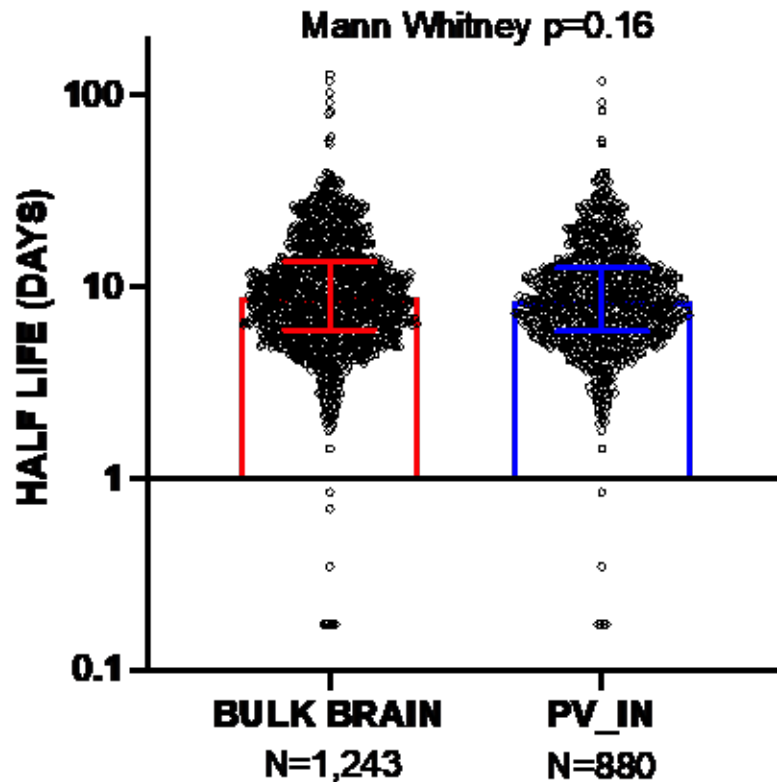 Mann Whitney p=0.16
HALF LIFE (DAYS)
100
10
1
0.1
BULK BRAIN
PV_IN
N=1,243
N=880